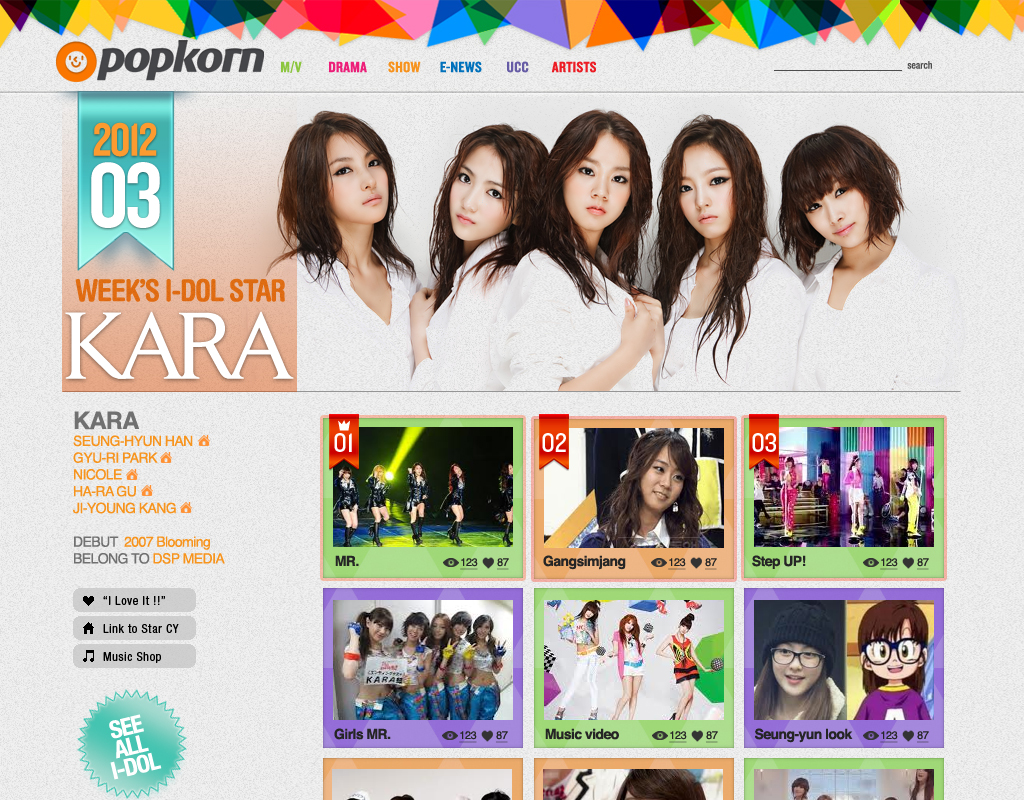 popkorn
M/V DRAMA SHOW E-NEWS UCC ARTISTS
search
2012
03
WEEK'S I-DOL STAR
KARA
KARA
SEUNG-HYUN HAN
GYU-RI PARK
NICOLE
HA-RA GU
JI-YOUNG KANG
DEBUT 2007 Blooming
BELONG TO DSP MEDIA
“I Love It !!”
Link to Star CY
Music Shop
SEE
ALL
I-DOL
01
MR. 123 87
02
Gangsimjang 123 87
03
Step UP! 123 87
KARA
Girls MR. 123 87
Music video 123 87
A
Seung-yun look 123 87